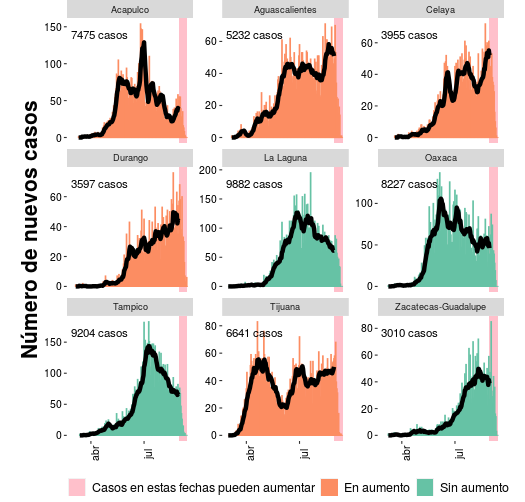 Número de nuevos casos
Acapulco
Aguascalientes
Celaya
7475 casos
5232 casos
3955 casos
150
100
50
0
60
40
20
0
60
40
20
0
Durango
La Laguna
Oaxaca
3597 casos
9882 casos
8227 casos
60
40
20
0
200
150
100
50
0
100
50
0
Tampico
Tijuana
Zacatecas-Guadalupe
9204 casos
6641 casos
3010 casos
150
100
50
0
80
60
40
20
0
80
60
40
20
0
abr
jul
abr
jul
abr
jul
Casos en estas fechas pueden aumentar
En aumento
Sin aumento